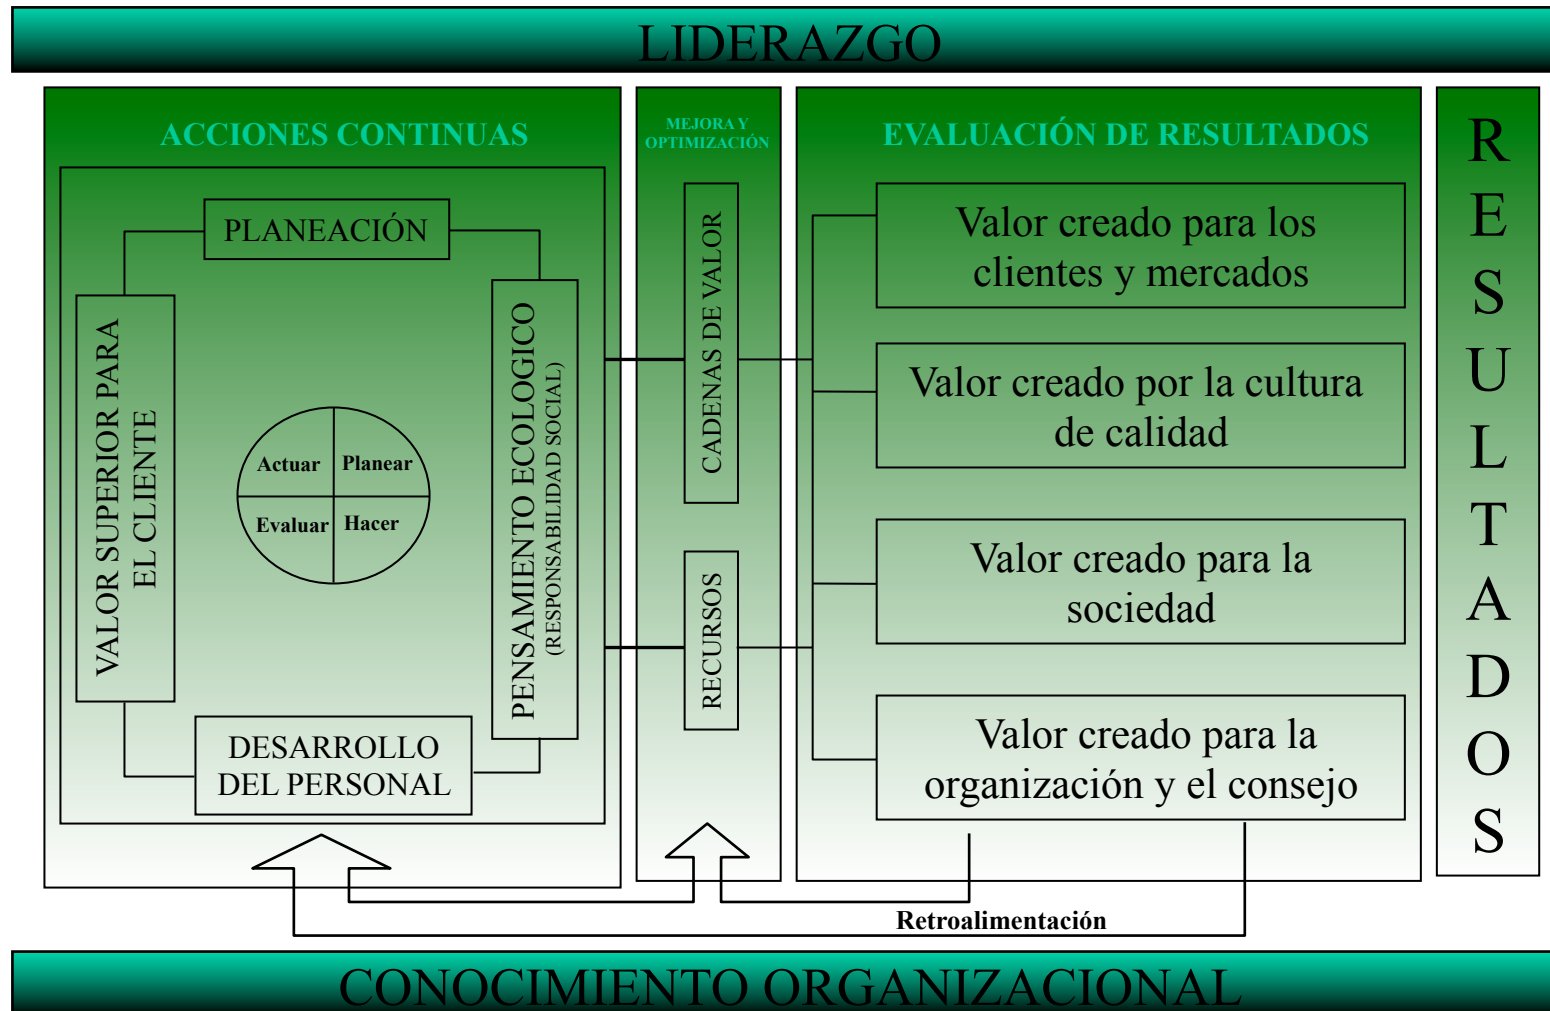 LIDERAZGO
ACCIONES CONTINUAS
PLANEACIÓN
VALOR SUPERIOR PARA
EL CLIENTE
Actuar
Planear
Evaluar
Hacer
PENSAMIENTO ECOLOGICO
(RESPONSABILIDAD SOCIAL)
DESARROLLO
DEL PERSONAL
MEJORA Y
OPTIMIZACIÓN
CADENAS DE VALOR
RECURSOS
EVALUACIÓN DE RESULTADOS
Valor creado para los
clientes y mercados
Valor creado por la cultura
de calidad
Valor creado para la
sociedad
Valor creado para la
organización y el consejo
RESULTADOS
Retroalimentación
CONOCIMIENTO ORGANIZACIONAL